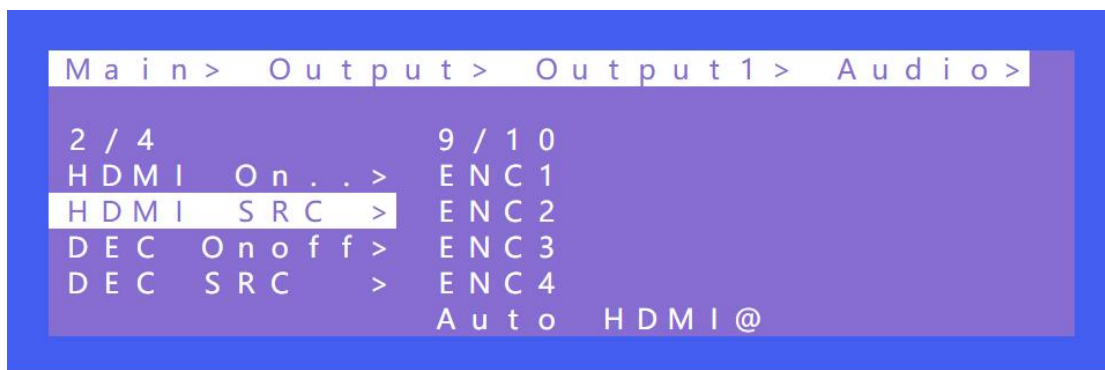 Main> Output> Output1> Audio>
2/4 9/10
HDMI On..> ENC1
HDMI SRC > ENC2
DEC Onoff> ENC3
DEC SRC > ENC4
Auto HDMI@